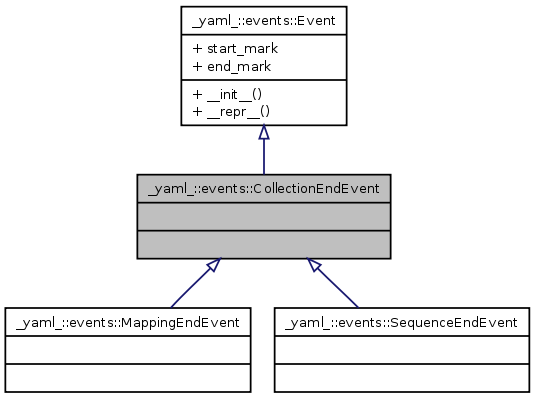 _yaml_::events::Event
+ start_mark
+ end_mark
+ __init__()
+ __repr__()
_yaml_::events::CollectionEndEvent
_yaml_::events::MappingEndEvent
_yaml_::events::SequenceEndEvent